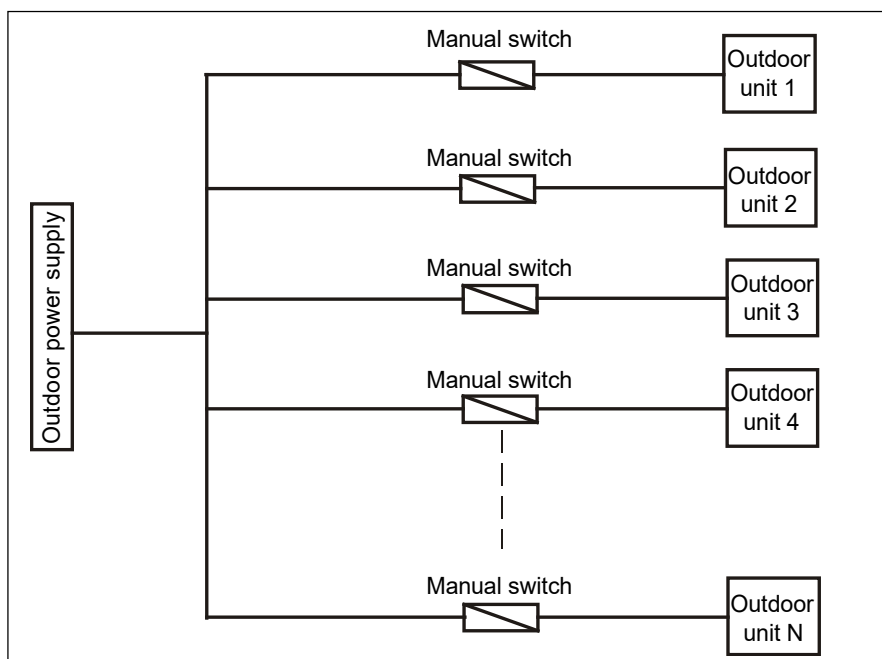 Manual switch
Outdoor
unit 1
Manual switch
Outdoor
unit 2
Outdoor power supply
Manual switch
Outdoor
unit 3
Manual switch
Outdoor
unit 4
Manual switch
Outdoor
unit N